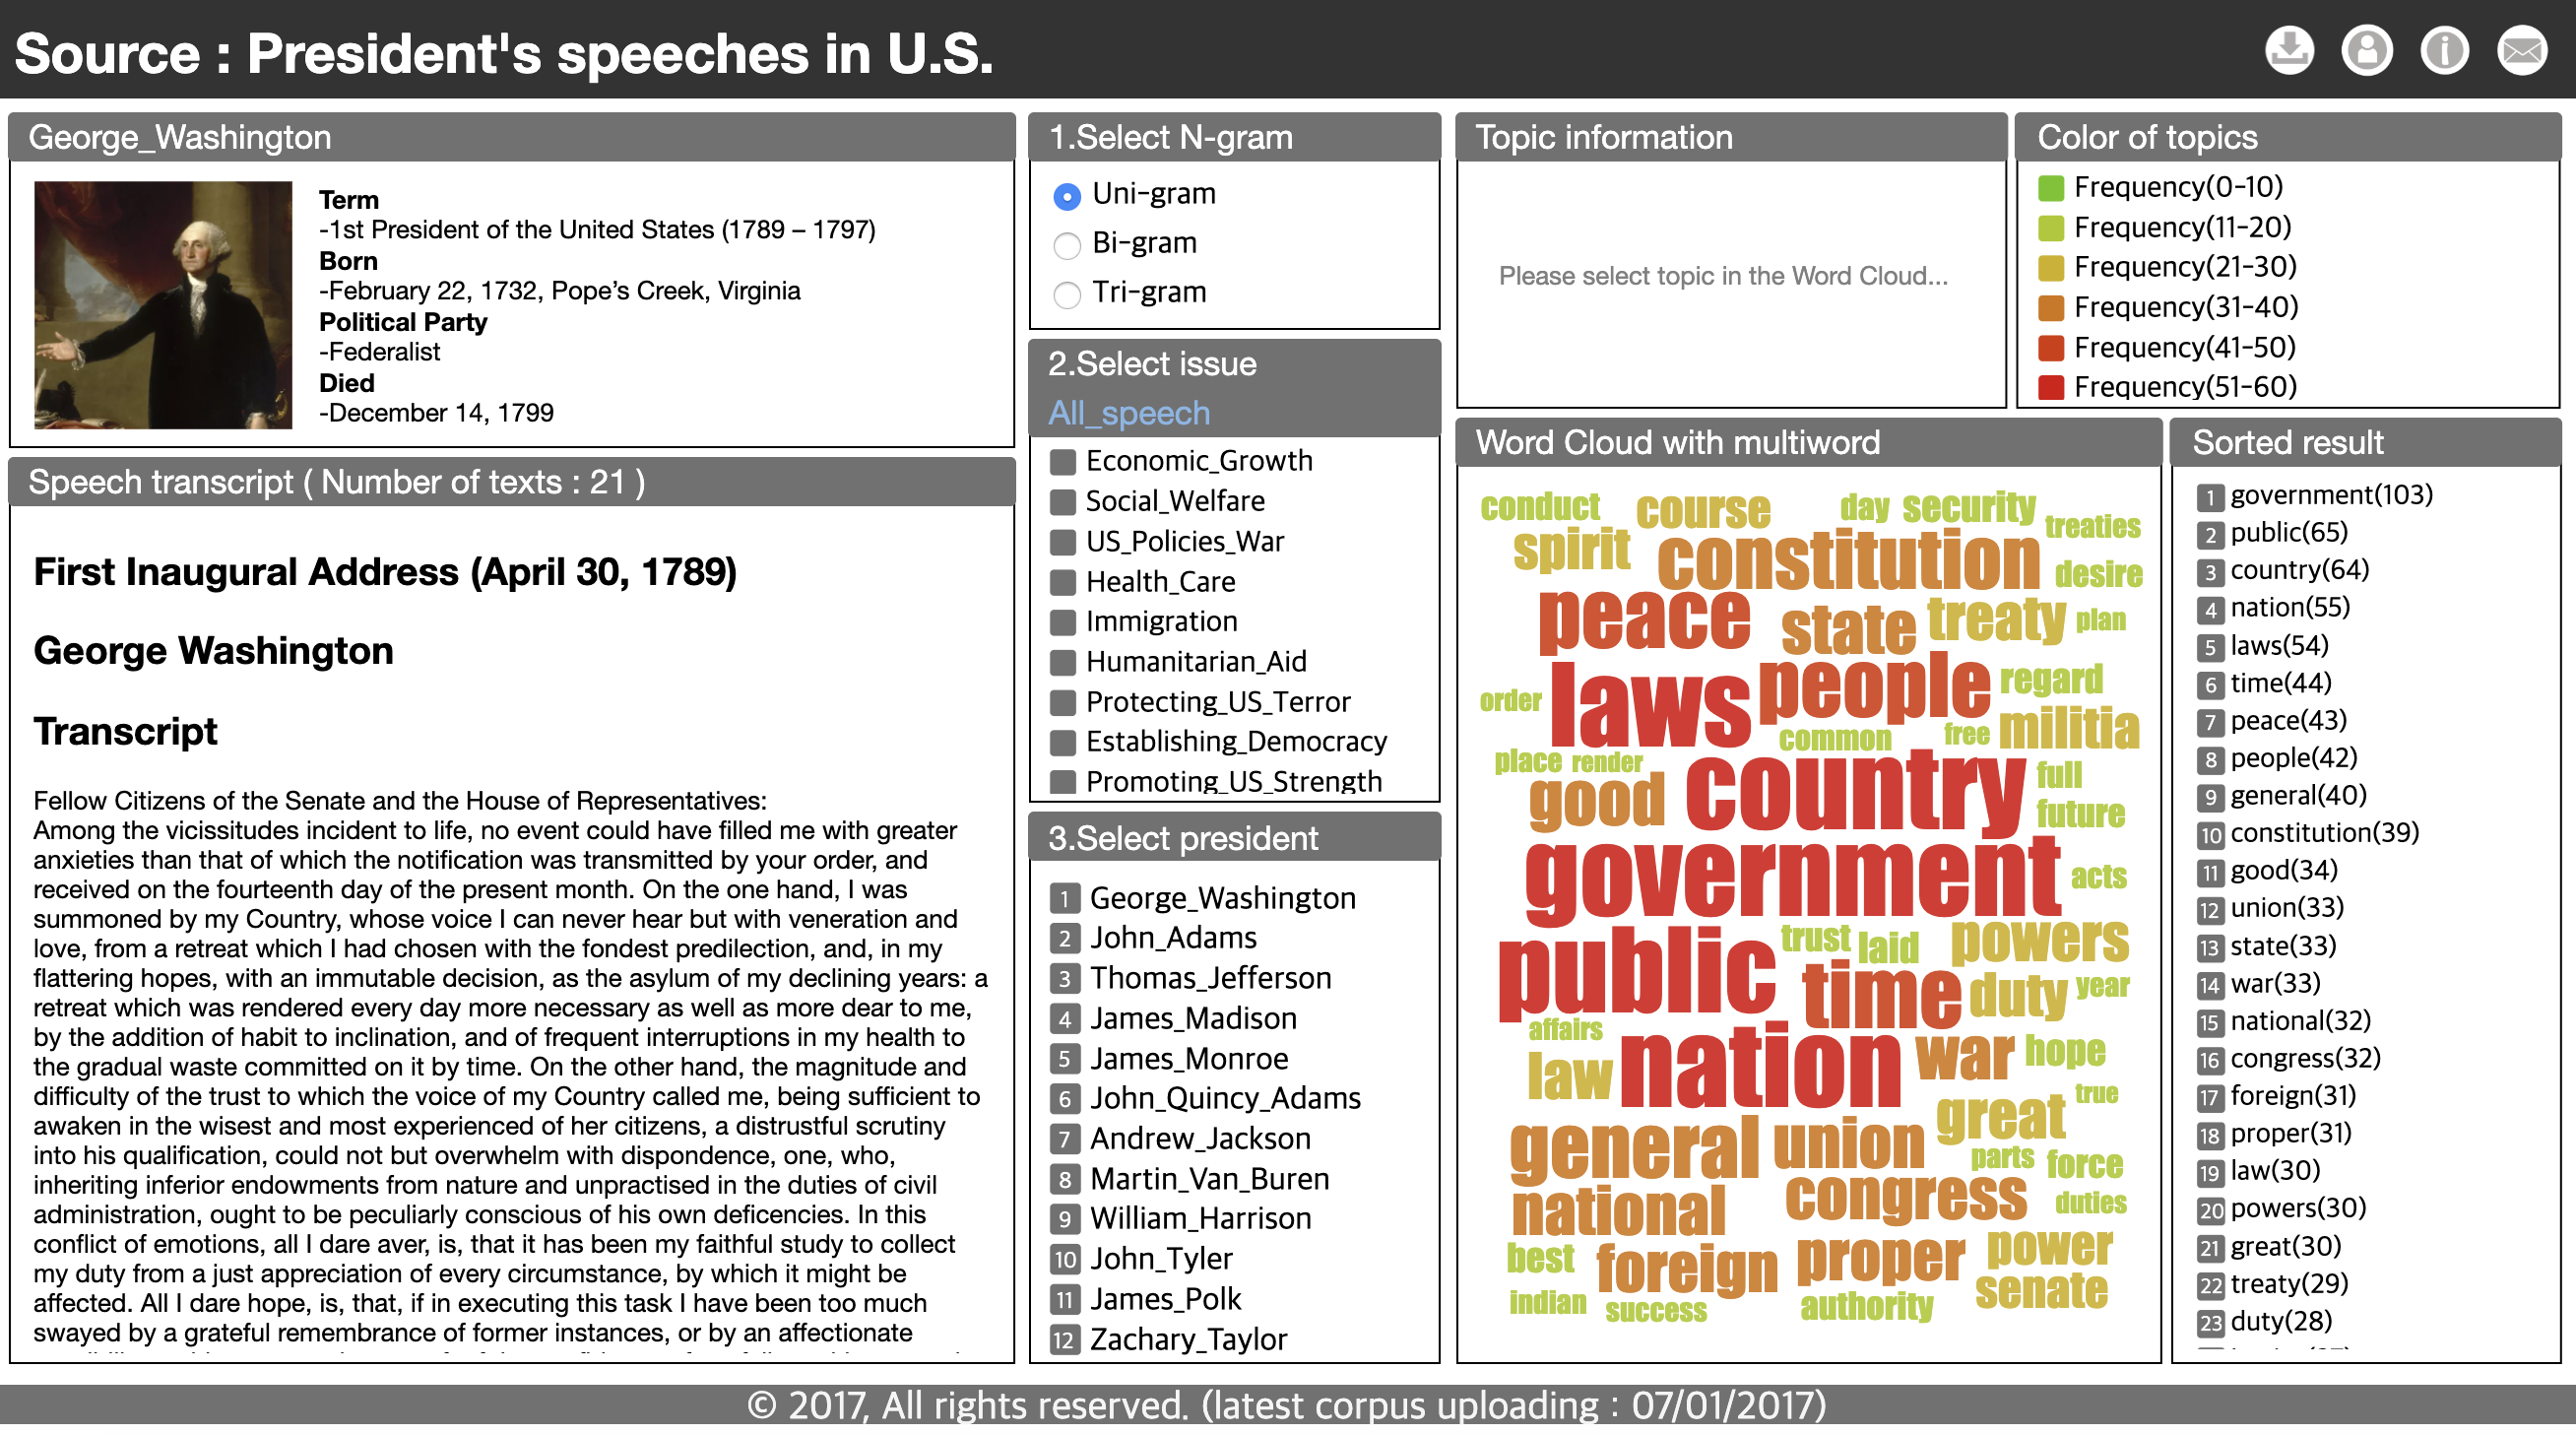 Source : President's speeches in U.S.
George_Washington
Term
-1st President of the United States (1789 – 1797)
Born
-February 22, 1732, Pope's Creek, Virginia
Political Party
-Federalist
Died
-December 14, 1799
Speech transcript ( Number of texts : 21 )
First Inaugural Address (April 30, 1789)
George Washington
Transcript
Fellow Citizens of the Senate and the House of Representatives:
Among the vicissitudes incident to life, no event could have filled me with greater
anxieties than that of which the notification was transmitted by your order, and
received on the fourteenth day of the present month. On the one hand, I was
summoned by my Country, whose voice I can never hear but with veneration and
love, from a retreat which I had chosen with the fondest predilection, and, in my
flattering hopes, with an immutable decision, as the asylum of my declining years: a
retreat which was rendered every day more necessary as well as more dear to me,
by the addition of habit to inclination, and of frequent interruptions in my health to
the gradual waste committed on it by time. On the other hand, the magnitude and
difficulty of the trust to which the voice of my Country called me, being sufficient to
awaken in the wisest and most experienced of her citizens, a distrustful scrutiny
into his qualification, could not but overwhelm with dispondence, one, who,
inheriting inferior endowments from nature and unpractised in the duties of civil
administration, ought to be peculiarly conscious of his own deficencies. In this
conflict of emotions, all I dare aver, is, that it has been my faithful study to collect
my duty from a just appreciation of every circumstance, by which it might be
affected. All I dare hope, is, that, if in executing this task I have been too much
swayed by a grateful remembrance of former instances, or by an affectionate
1.Select N-gram
Uni-gram
Bi-gram
Tri-gram
2.Select issue
All_speech
Economic_Growth
Social_Welfare
US_Policies_War
Health_Care
Immigration
Humanitarian_Aid
Protecting_US_Terror
Establishing_Democracy
Promoting_US_Strength
3.Select president
1 George_Washington
2 John_Adams
3 Thomas_Jefferson
4 James_Madison
5 James_Monroe
6 John_Quincy_Adams
7 Andrew_Jackson
8 Martin_Van_Buren
9 William_Harrison
10 John_Tyler
11 James_Polk
12 Zachary_Taylor
Topic information
Please select topic in the Word Cloud...
Color of topics
Frequency(0-10)
Frequency(11-20)
Frequency(21-30)
Frequency(31-40)
Frequency(41-50)
Frequency(51-60)
Word Cloud with multiword
conduct course day security
treaties
spirit constitution
desire
peace state treaty plan
order laws people regard
common free militia
place render
good country full
future
government acts
public trust laid powers
time duty year
affairs
law nation war hope
great true
general union parts force
national congress duties
best foreign proper power
senate
indian success authority
Sorted result
1 government(103)
2 public(65)
3 country(64)
4 nation(55)
5 laws(54)
6 time(44)
7 peace(43)
8 people(42)
9 general(40)
10 constitution(39)
11 good(34)
12 union(33)
13 state(33)
14 war(33)
15 national(32)
16 congress(32)
17 foreign(31)
18 proper(31)
19 law(30)
20 powers(30)
21 great(30)
22 treaty(29)
23 duty(28)
© 2017, All rights reserved. (latest corpus uploading : 07/01/2017)